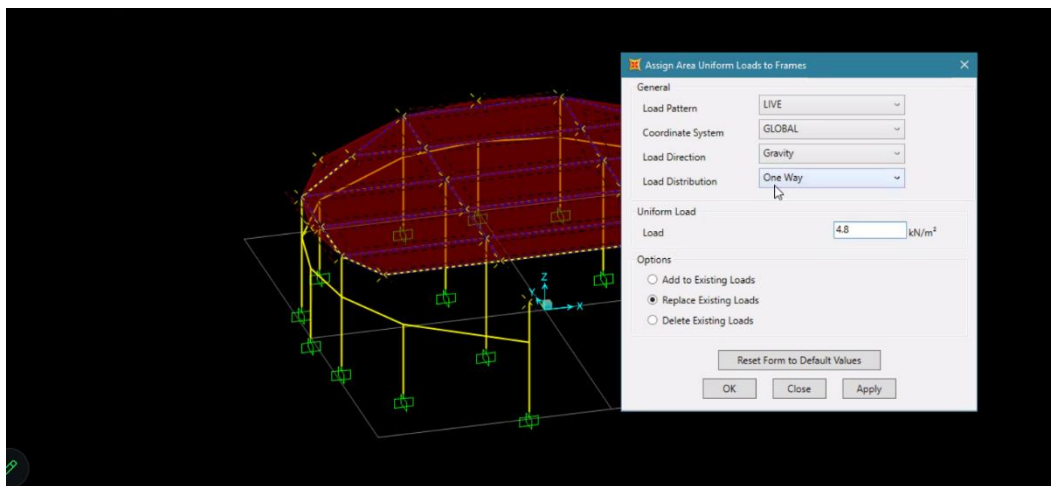 Assign Area Uniform Loads to Frames
General
Load Pattern LIVE
Coordinate System GLOBAL
Load Direction Gravity
Load Distribution One Way
Uniform Load
Load 4.8 kN/m²
Options
Add to Existing Loads
Replace Existing Loads
Delete Existing Loads
Reset Form to Default Values
OK Close Apply
Z
Y
X